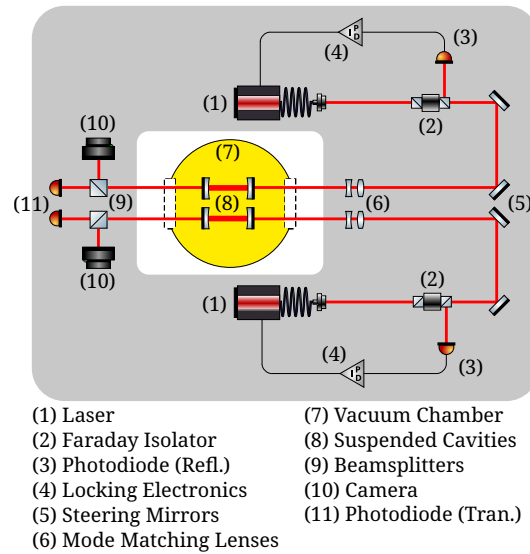 (4)
(3)
I P D
(1)
(2)
(10)
(7)
(11)
(9)
(8)
(6)
(5)
(10)
(1)
(2)
(4)
I P D
(3)
(1) Laser
(2) Faraday Isolator
(3) Photodiode (Refl.)
(4) Locking Electronics
(5) Steering Mirrors
(6) Mode Matching Lenses
(7) Vacuum Chamber
(8) Suspended Cavities
(9) Beamsplitters
(10) Camera
(11) Photodiode (Tran.)